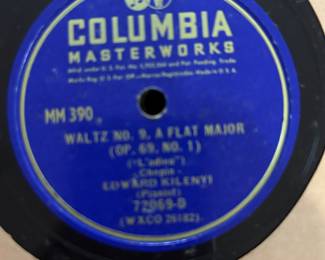 COLUMBIA
MASTERWORKS
MM 390
WALTZ NO. 9, A FLAT MAJOR
(OP. 69, NO. 1)
("L'adieu")
Chopin
EDWARD KILENYI
(Pianist)
72069-D
(WXCO 26182)